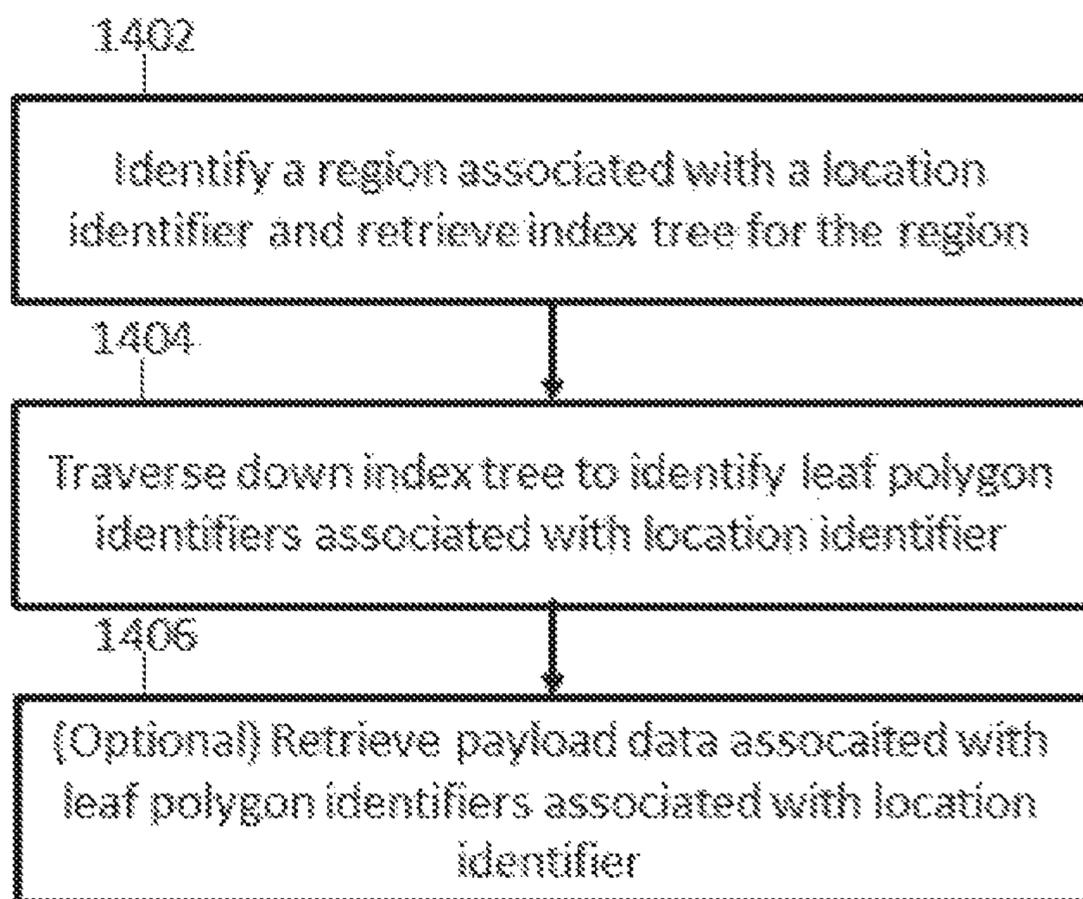 1402
Identify a region associated with a location
identifier and retrieve index tree for the region
1404
Traverse down index tree to identify leaf polygon
identifiers associated with location identifier
1406
(Optional) Retrieve payload data assocaited with
leaf polygon identifiers associated with location
identifier